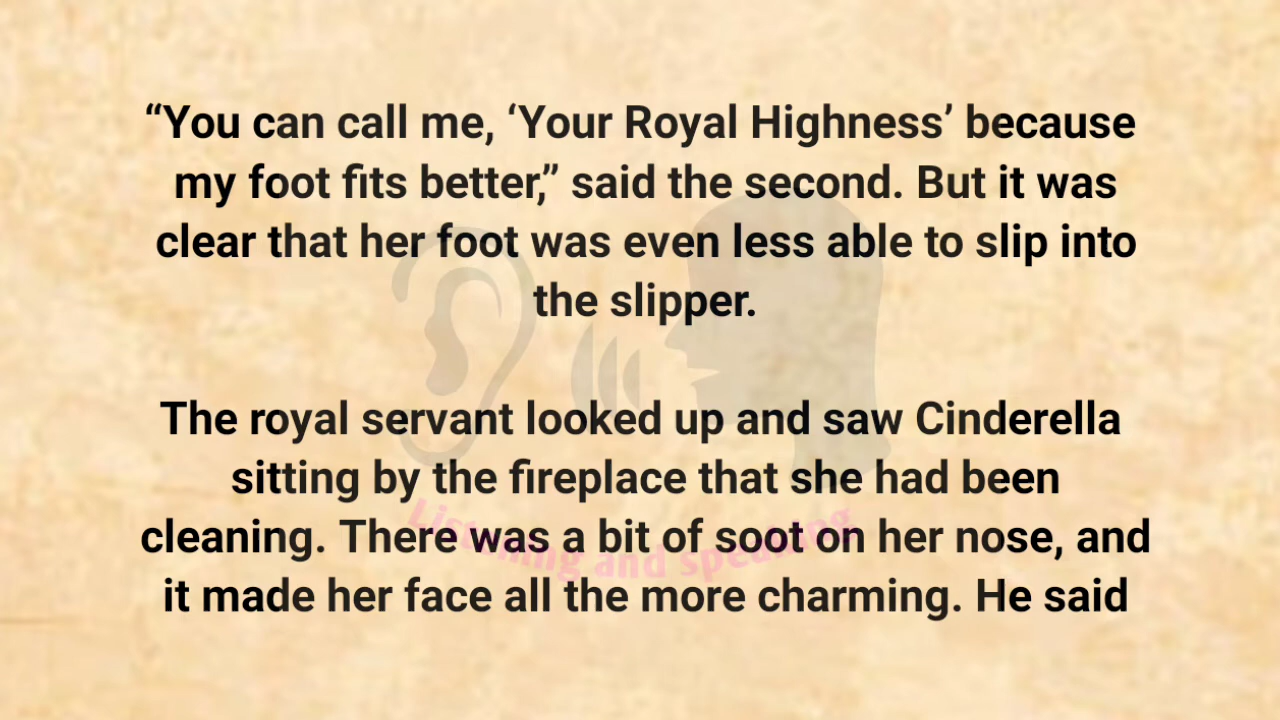 “You can call me, ‘Your Royal Highness’ because
my foot fits better,” said the second. But it was
clear that her foot was even less able to slip into
the slipper.
The royal servant looked up and saw Cinderella
sitting by the fireplace that she had been
cleaning. There was a bit of soot on her nose, and
it made her face all the more charming. He said
Listening and speaking